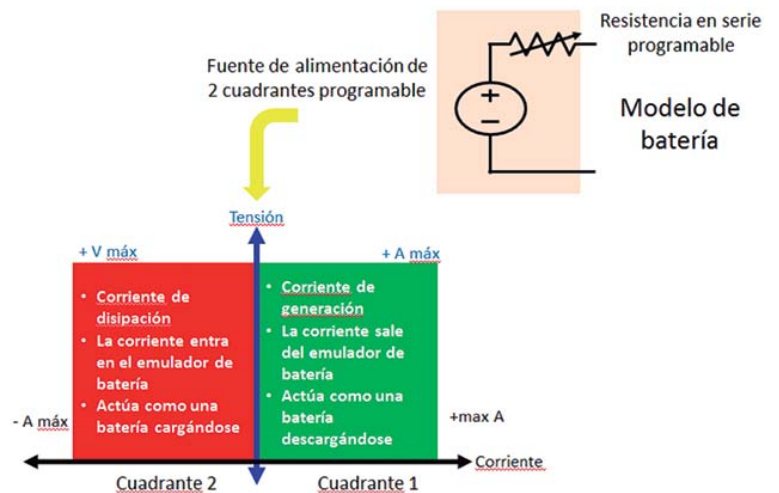 Resistencia en serie
programable
Fuente de alimentación de
2 cuadrantes programable
+
−
Modelo de
batería
Tensión
+ V máx
+ A máx
• Corriente de
disipación
• La corriente entra
en el emulador de
batería
• Actúa como una
batería cargándose
• Corriente de
generación
• La corriente sale
del emulador de
batería
• Actúa como una
batería
descargándose
- A máx
+max A
Corriente
Cuadrante 2
Cuadrante 1